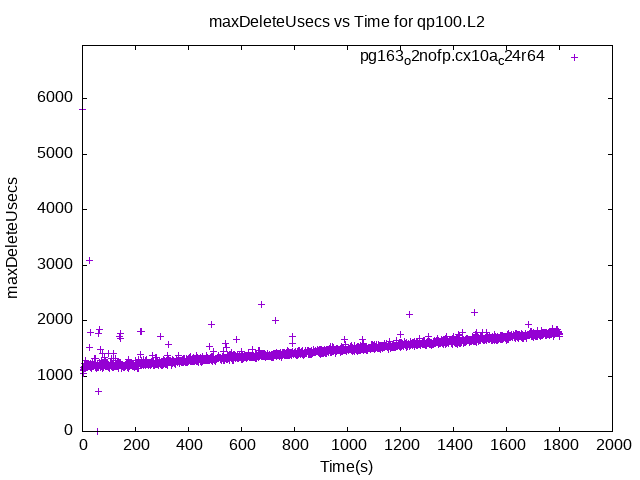 maxDeleteUsecs vs Time for qp100.L2
pg163o2nofp.cx10ac24r64
6000
5000
4000
3000
2000
1000
0
maxDeleteUsecs
0 200 400 600 800 1000 1200 1400 1600 1800 2000
Time(s)